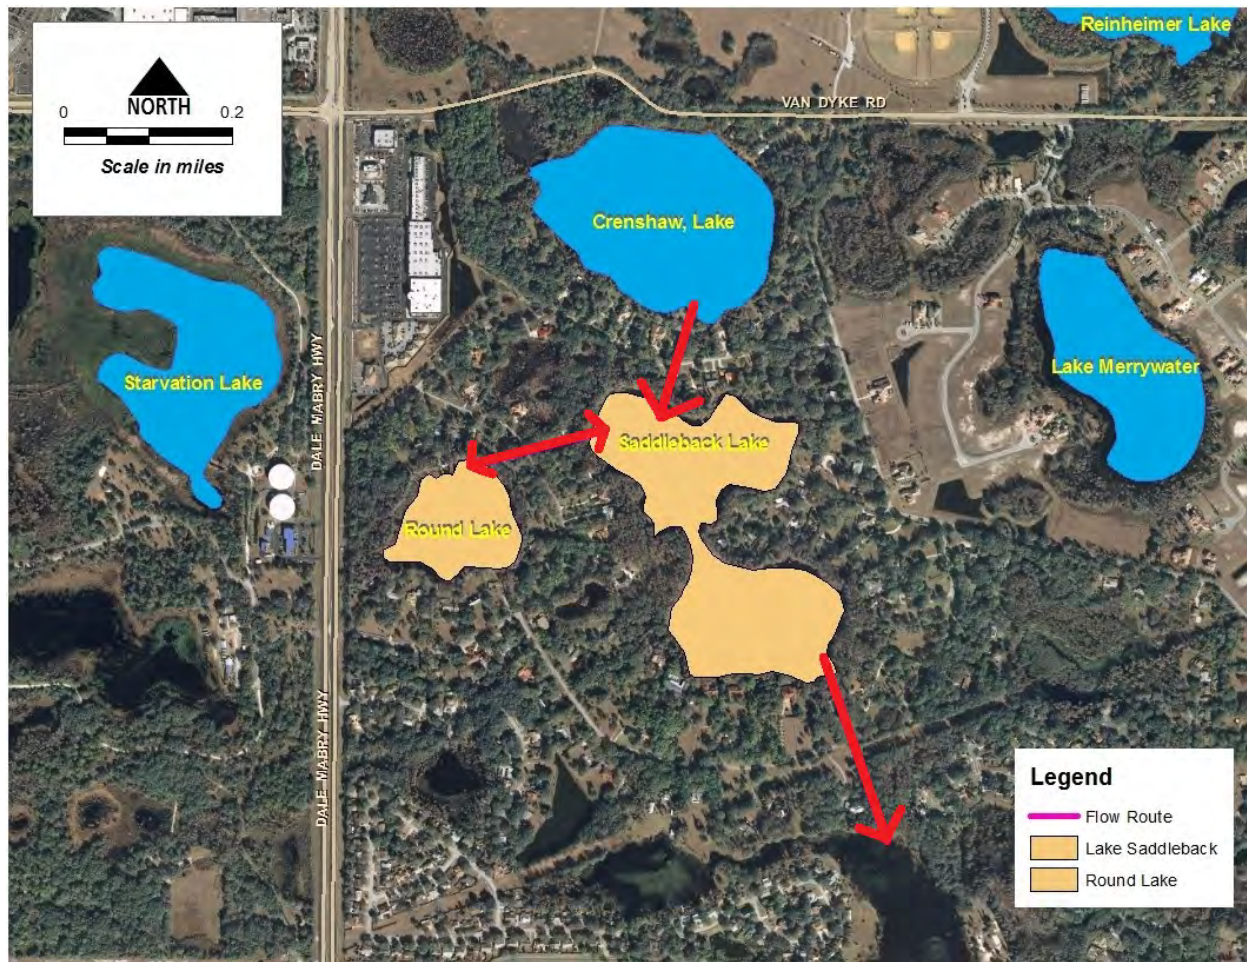 Reinheimer Lake
NORTH
0 0.2
Scale in miles
VAN DYKE RD
Crenshaw, Lake
Starvation Lake
Lake Merrywater
DALE MABRY HWY
Saddleback Lake
Round Lake
DALE MABRY HWY
Legend
Flow Route
Lake Saddleback
Round Lake